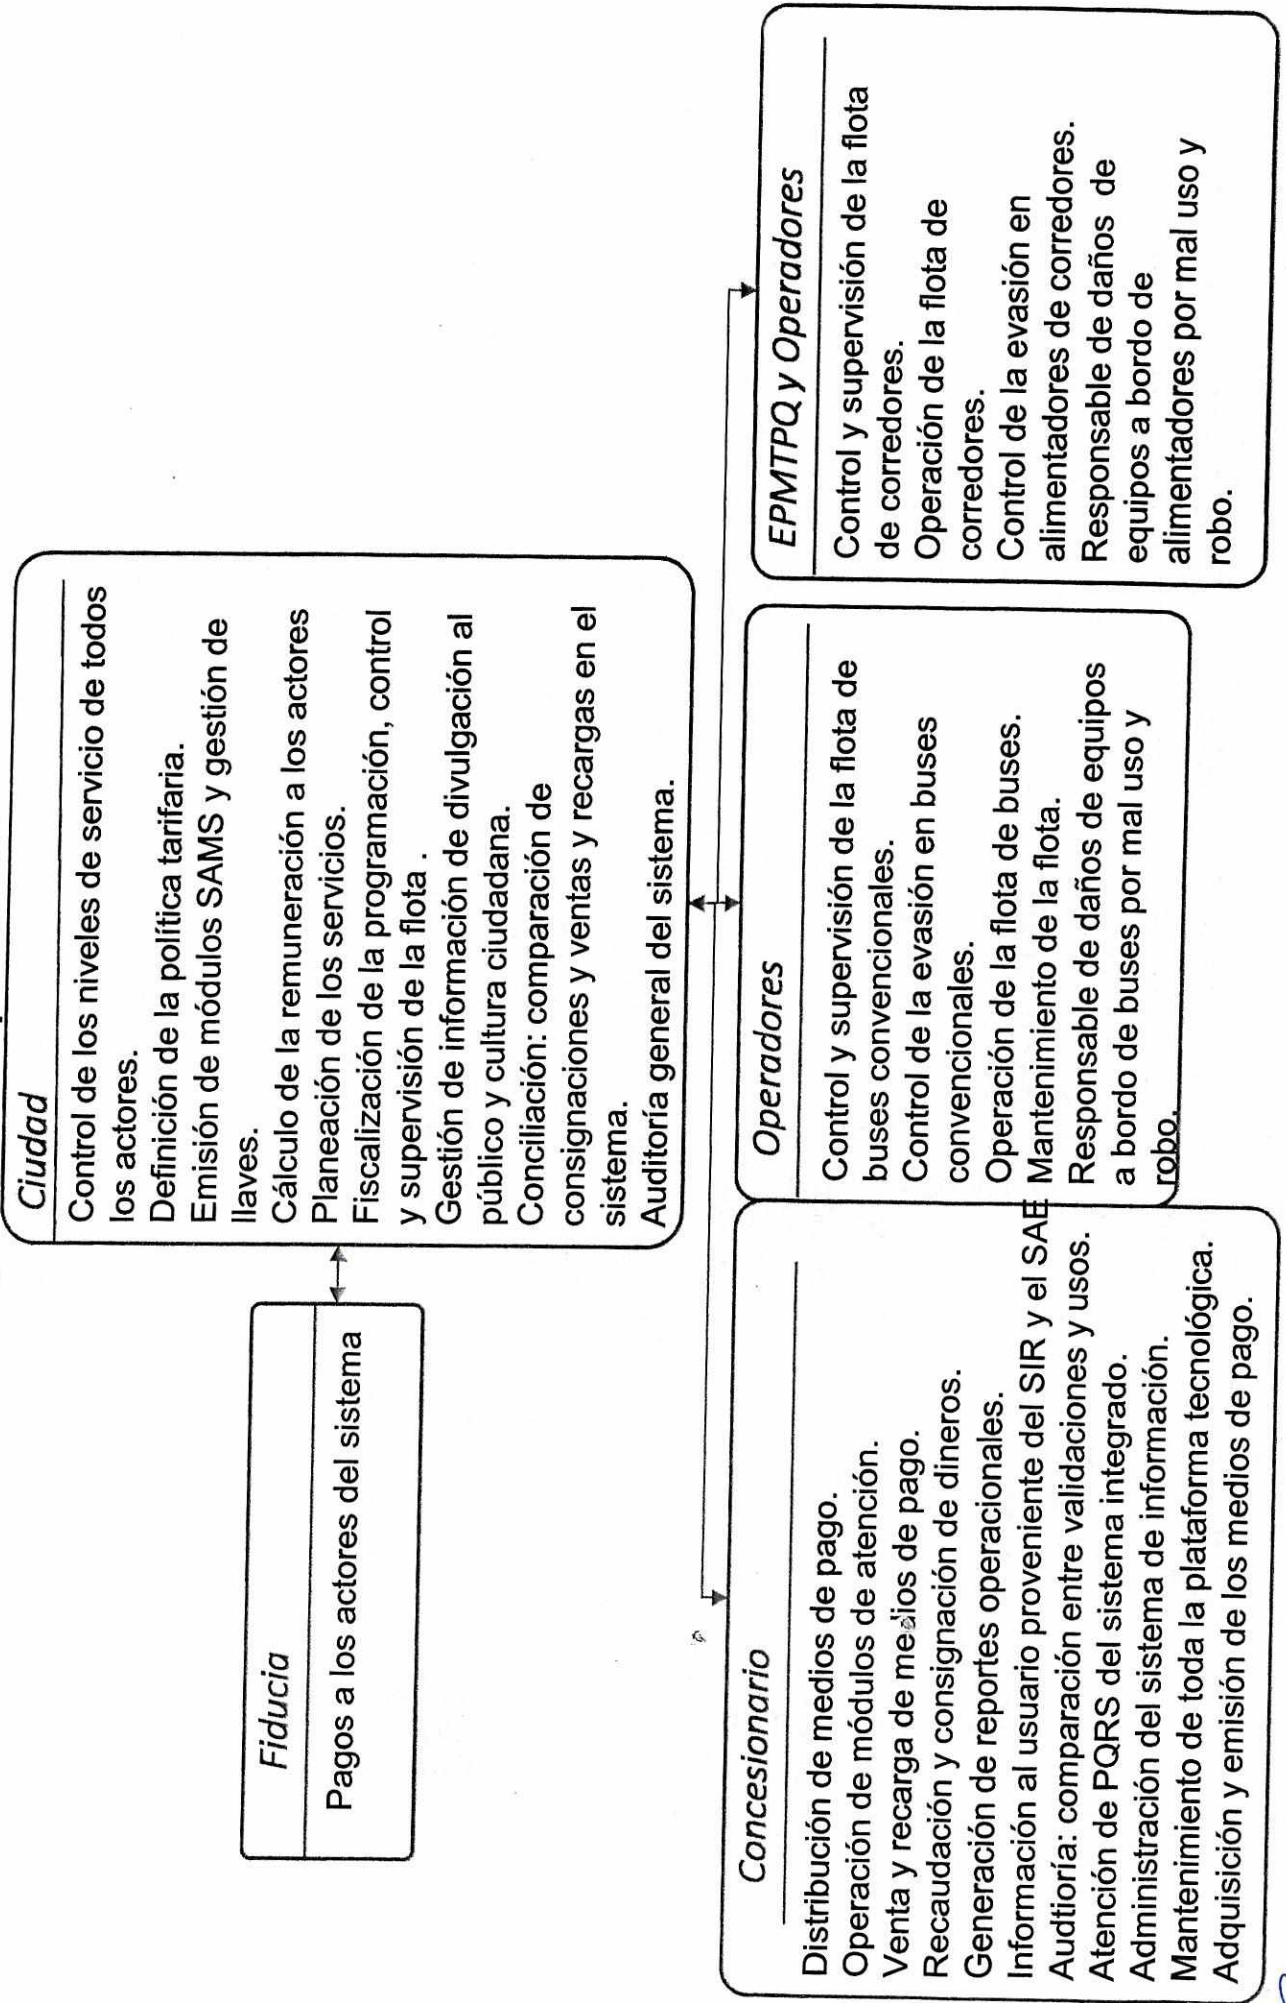 Ciudad
Control de los niveles de servicio de todos
los actores.
Definición de la política tarifaria.
Emisión de módulos SAMS y gestión de
llaves.
Cálculo de la remuneración a los actores
Planeación de los servicios.
Fiscalización de la programación, control
y supervisión de la flota .
Gestión de información de divulgación al
público y cultura ciudadana.
Conciliación: comparación de
consignaciones y ventas y recargas en el
sistema.
Auditoría general del sistema.
Fiducia
Pagos a los actores del sistema
Concesionario
Distribución de medios de pago.
Operación de módulos de atención.
Venta y recarga de medios de pago.
Recaudación y consignación de dineros.
Generación de reportes operacionales.
Información al usuario proveniente del SIR y el SAE
Audtioría: comparación entre validaciones y usos.
Atención de PQRS del sistema integrado.
Administración del sistema de información.
Mantenimiento de toda la plataforma tecnológica.
Adquisición y emisión de los medios de pago.
Operadores
Control y supervisión de la flota de
buses convencionales.
Control de la evasión en buses
convencionales.
Operación de la flota de buses.
Mantenimiento de la flota.
Responsable de daños de equipos
a bordo de buses por mal uso y
robo.
EPMTPQ y Operadores
Control y supervisión de la flota
de corredores.
Operación de la flota de
corredores.
Control de la evasión en
alimentadores de corredores.
Responsable de daños de
equipos a bordo de
alimentadores por mal uso y
robo.